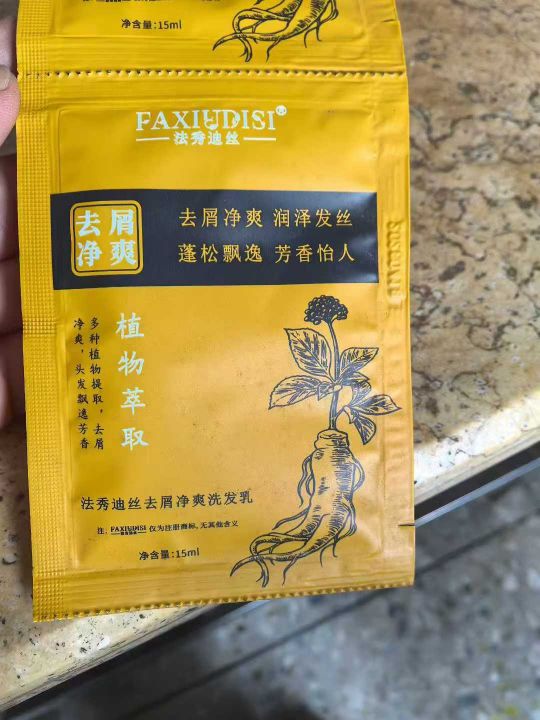 净含量:15ml
FAXIUDISI®
法秀迪丝
去屑
净爽
去屑净爽 润泽发丝
蓬松飘逸 芳香怡人
植物萃取
多种植物提取,去屑
净爽,头发飘逸芳香
法秀迪丝去屑净爽洗发乳
注: FAXIUDISI 法秀迪丝 仅为注册商标,无其他含义
净含量:15ml